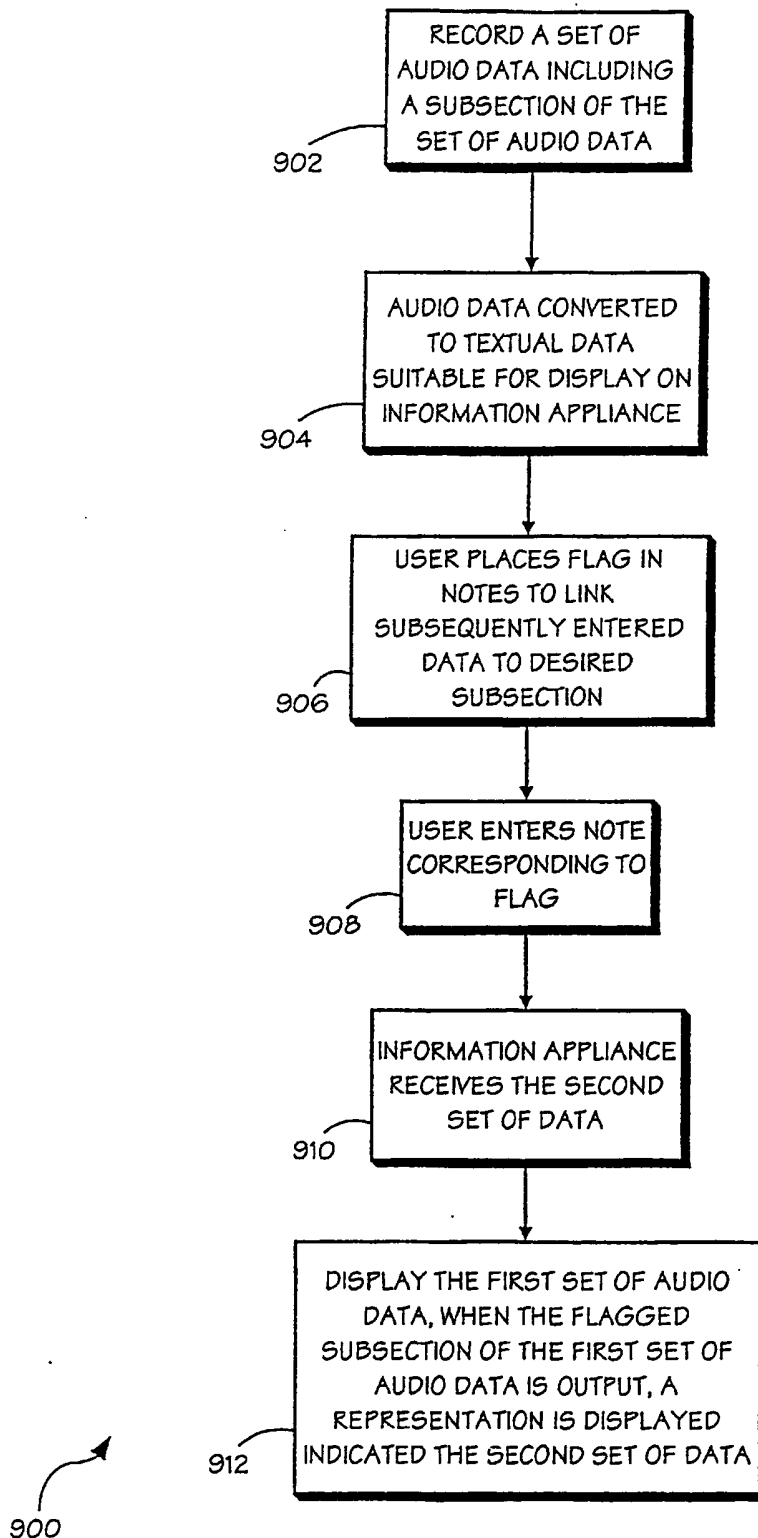 RECORD A SET OF
AUDIO DATA INCLUDING
A SUBSECTION OF THE
SET OF AUDIO DATA
902
AUDIO DATA CONVERTED
TO TEXTUAL DATA
SUITABLE FOR DISPLAY ON
INFORMATION APPLIANCE
904
USER PLACES FLAG IN
NOTES TO LINK
SUBSEQUENTLY ENTERED
DATA TO DESIRED
SUBSECTION
906
USER ENTERS NOTE
CORRESPONDING TO
FLAG
908
INFORMATION APPLIANCE
RECEIVES THE SECOND
SET OF DATA
910
DISPLAY THE FIRST SET OF AUDIO
DATA, WHEN THE FLAGGED
SUBSECTION OF THE FIRST SET OF
AUDIO DATA IS OUTPUT, A
REPRESENTATION IS DISPLAYED
INDICATED THE SECOND SET OF DATA
912
900